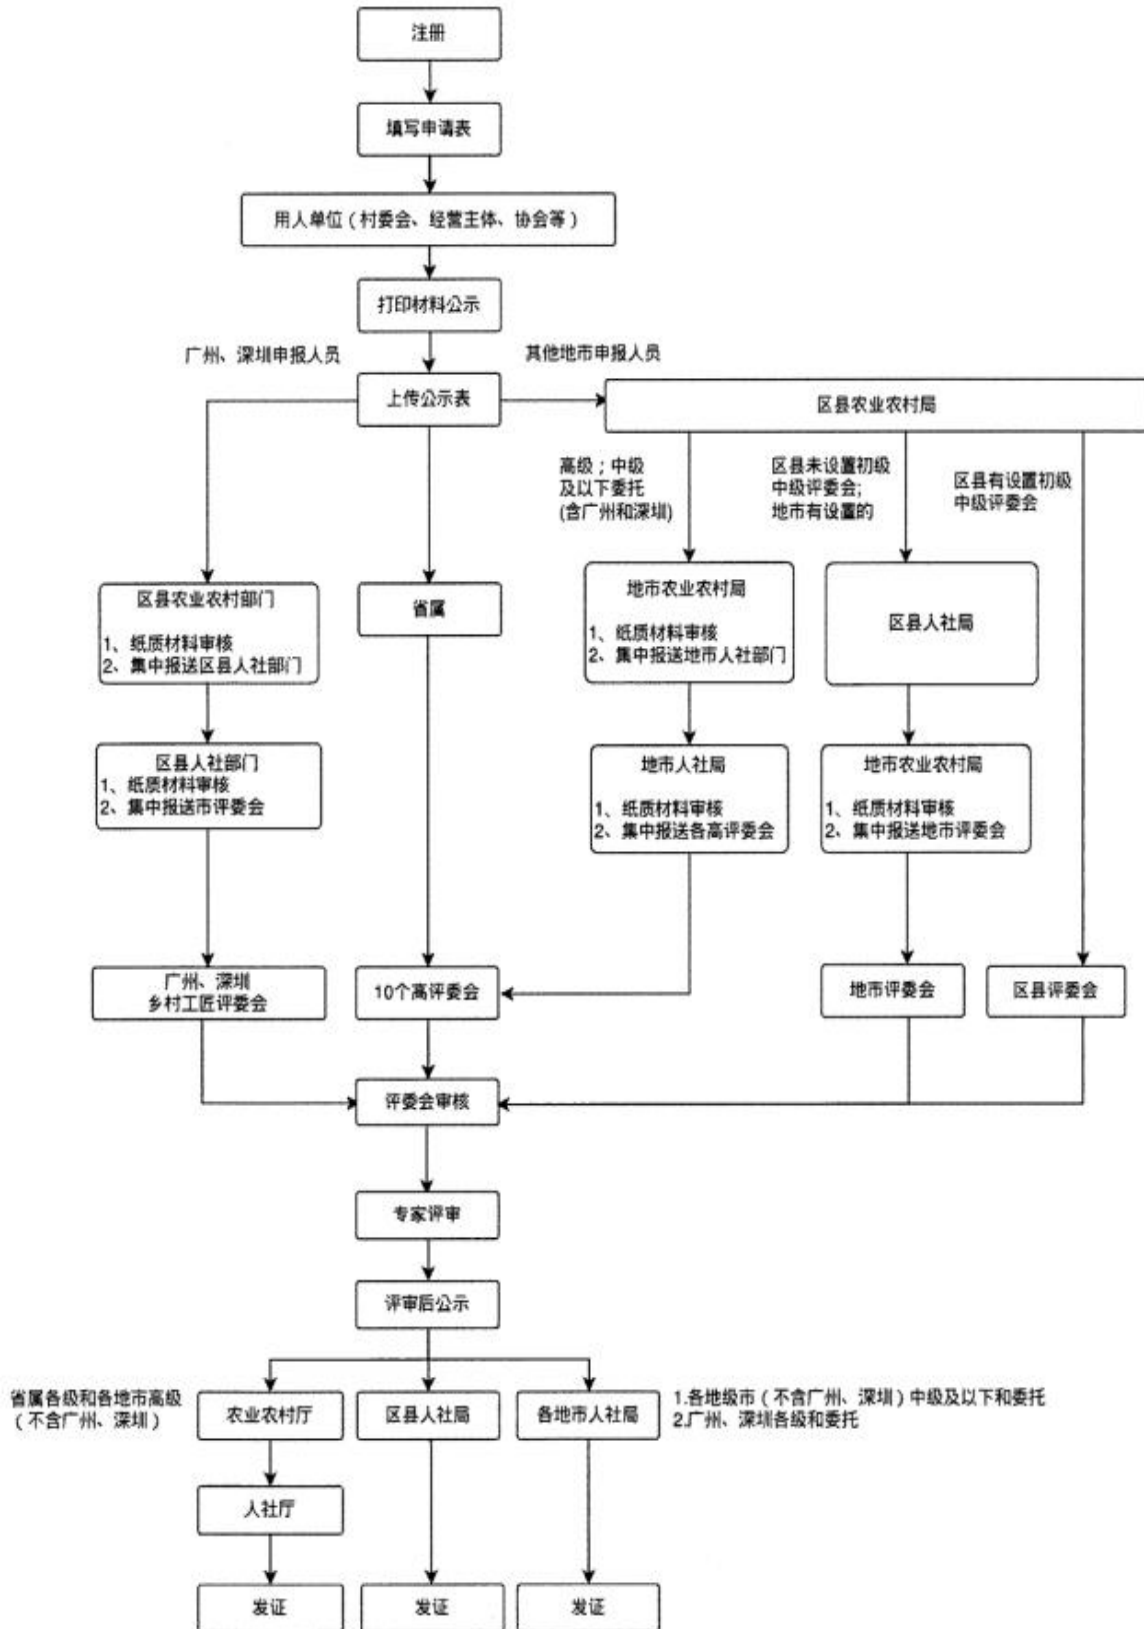 注册
填写申请表
用人单位（村委会、经营主体、协会等）
打印材料公示
广州、深圳申报人员
其他地市申报人员
上传公示表
区县农业农村局
高级；中级
及以下委托
(含广州和深圳)
区县未设置初级
中级评委会;
地市有设置的
区县有设置初级
中级评委会
区县农业农村部门
1、纸质材料审核
2、集中报送区县人社部门
省属
地市农业农村局
1、纸质材料审核
2、集中报送地市人社部门
区县人社局
区县人社部门
1、纸质材料审核
2、集中报送市评委会
地市人社局
1、纸质材料审核
2、集中报送各高评委会
地市农业农村局
1、纸质材料审核
2、集中报送地市评委会
广州、深圳
乡村工匠评委会
10个高评委会
地市评委会
区县评委会
评委会审核
专家评审
评审后公示
省属各级和各地市高级
（不含广州、深圳）
农业农村厅
区县人社局
各地市人社局
1.各地级市（不含广州、深圳）中级及以下和委托
2.广州、深圳各级和委托
人社厅
发证
发证
发证